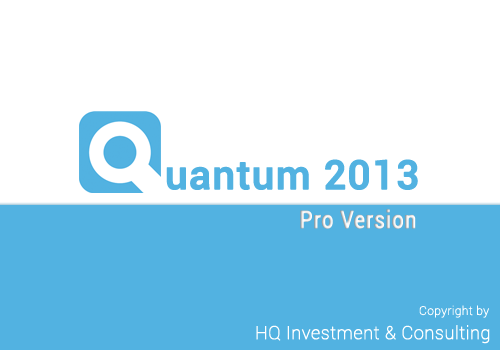 Quantum 2013
Pro Version
Copyright by
HQ Investment & Consulting